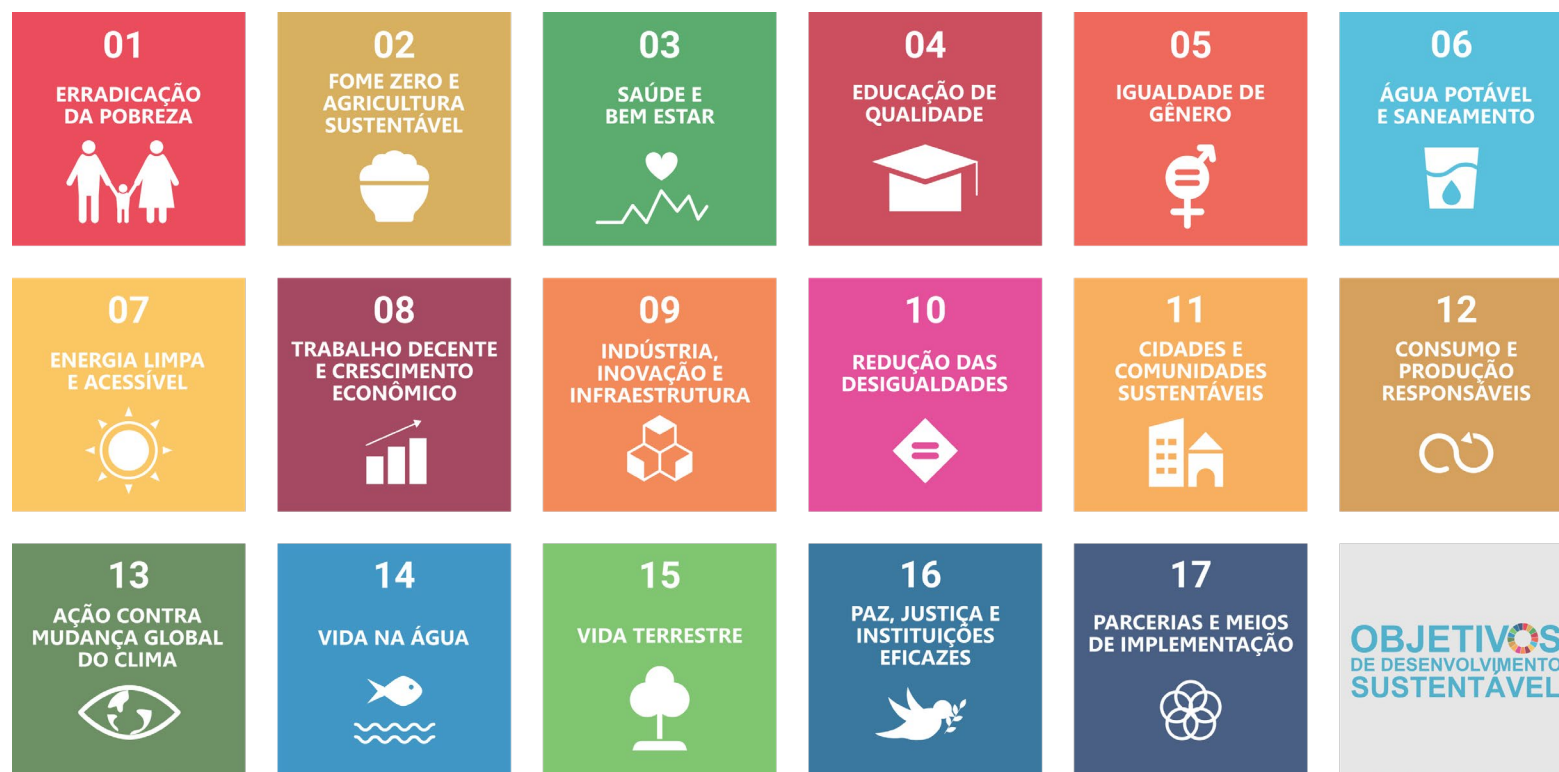 01
ERRADICAÇÃO
DA POBREZA
02
FOME ZERO E
AGRICULTURA
SUSTENTÁVEL
03
SAÚDE E
BEM ESTAR
04
EDUCAÇÃO DE
QUALIDADE
05
IGUALDADE DE
GÊNERO
06
ÁGUA POTÁVEL
E SANEAMENTO
07
ENERGIA LIMPA
E ACESSÍVEL
08
TRABALHO DECENTE
E CRESCIMENTO
ECONÔMICO
09
INDÚSTRIA,
INOVAÇÃO E
INFRAESTRUTURA
10
REDUÇÃO DAS
DESIGUALDADES
11
CIDADES E
COMUNIDADES
SUSTENTÁVEIS
12
CONSUMO E
PRODUÇÃO
RESPONSÁVEIS
13
AÇÃO CONTRA
MUDANÇA GLOBAL
DO CLIMA
14
VIDA NA ÁGUA
15
VIDA TERRESTRE
16
PAZ, JUSTIÇA E
INSTITUIÇÕES
EFICAZES
17
PARCERIAS E MEIOS
DE IMPLEMENTAÇÃO
OBJETIVOS
DE DESENVOLVIMENTO
SUSTENTÁVEL